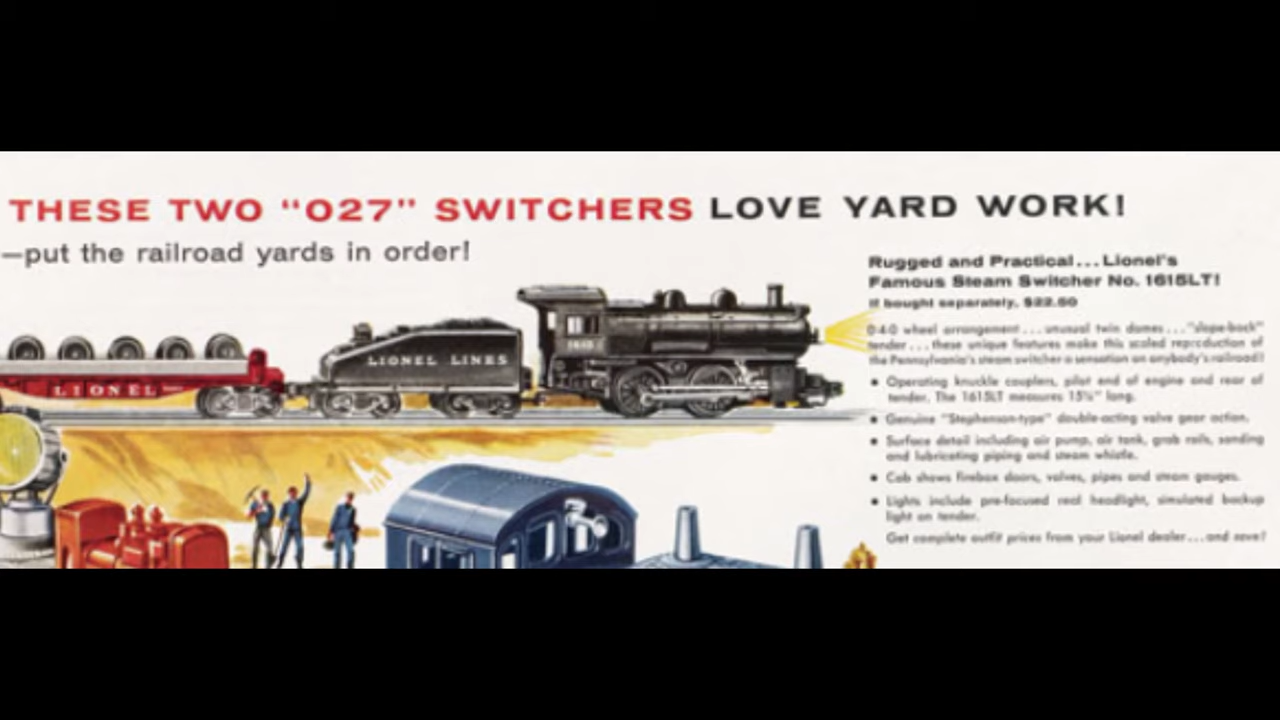 THESE TWO "027" SWITCHERS LOVE YARD WORK!
—put the railroad yards in order!
Rugged and Practical...Lionel's
Famous Steam Switcher No. 1615LT!
If bought separately, $22.50
0-4-0 wheel arrangement...unusual twin domes..."slope-back"
tender...these unique features make this scaled reproduction of
the Pennsylvania's steam switcher a sensation on anybody's railroad!
• Operating knuckle couplers, pilot end of engine and rear of
tender. The 1615LT measures 15½" long.
• Genuine "Stephenson-type" double-acting valve gear action.
• Surface detail including air pump, air tank, grab rails, sanding
and lubricating piping and steam whistle.
• Cab shows firebox doors, valves, pipes and steam gauges.
• Lights include pre-focused real headlight, simulated backup
light on tender.
Get complete outfit prices from your Lionel dealer...and save!
LIONEL LINES
1615
LIONEL